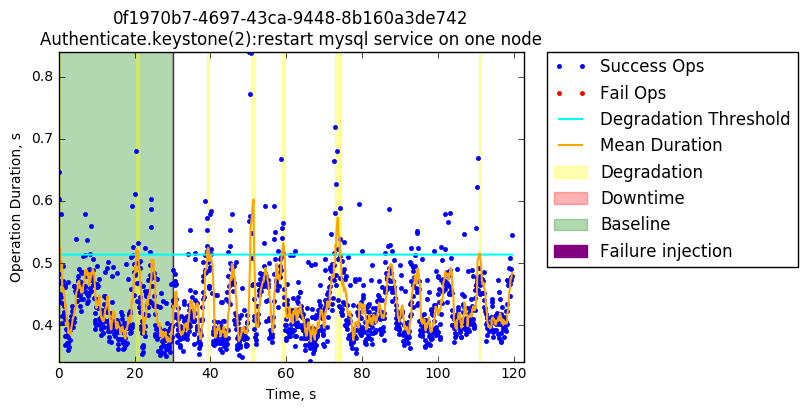 0f1970b7-4697-43ca-9448-8b160a3de742
Authenticate.keystone(2):restart mysql service on one node
Operation Duration, s
0.8
0.7
0.6
0.5
0.4
0
20
40
60
80
100
120
Time, s
Success Ops
Fail Ops
Degradation Threshold
Mean Duration
Degradation
Downtime
Baseline
Failure injection